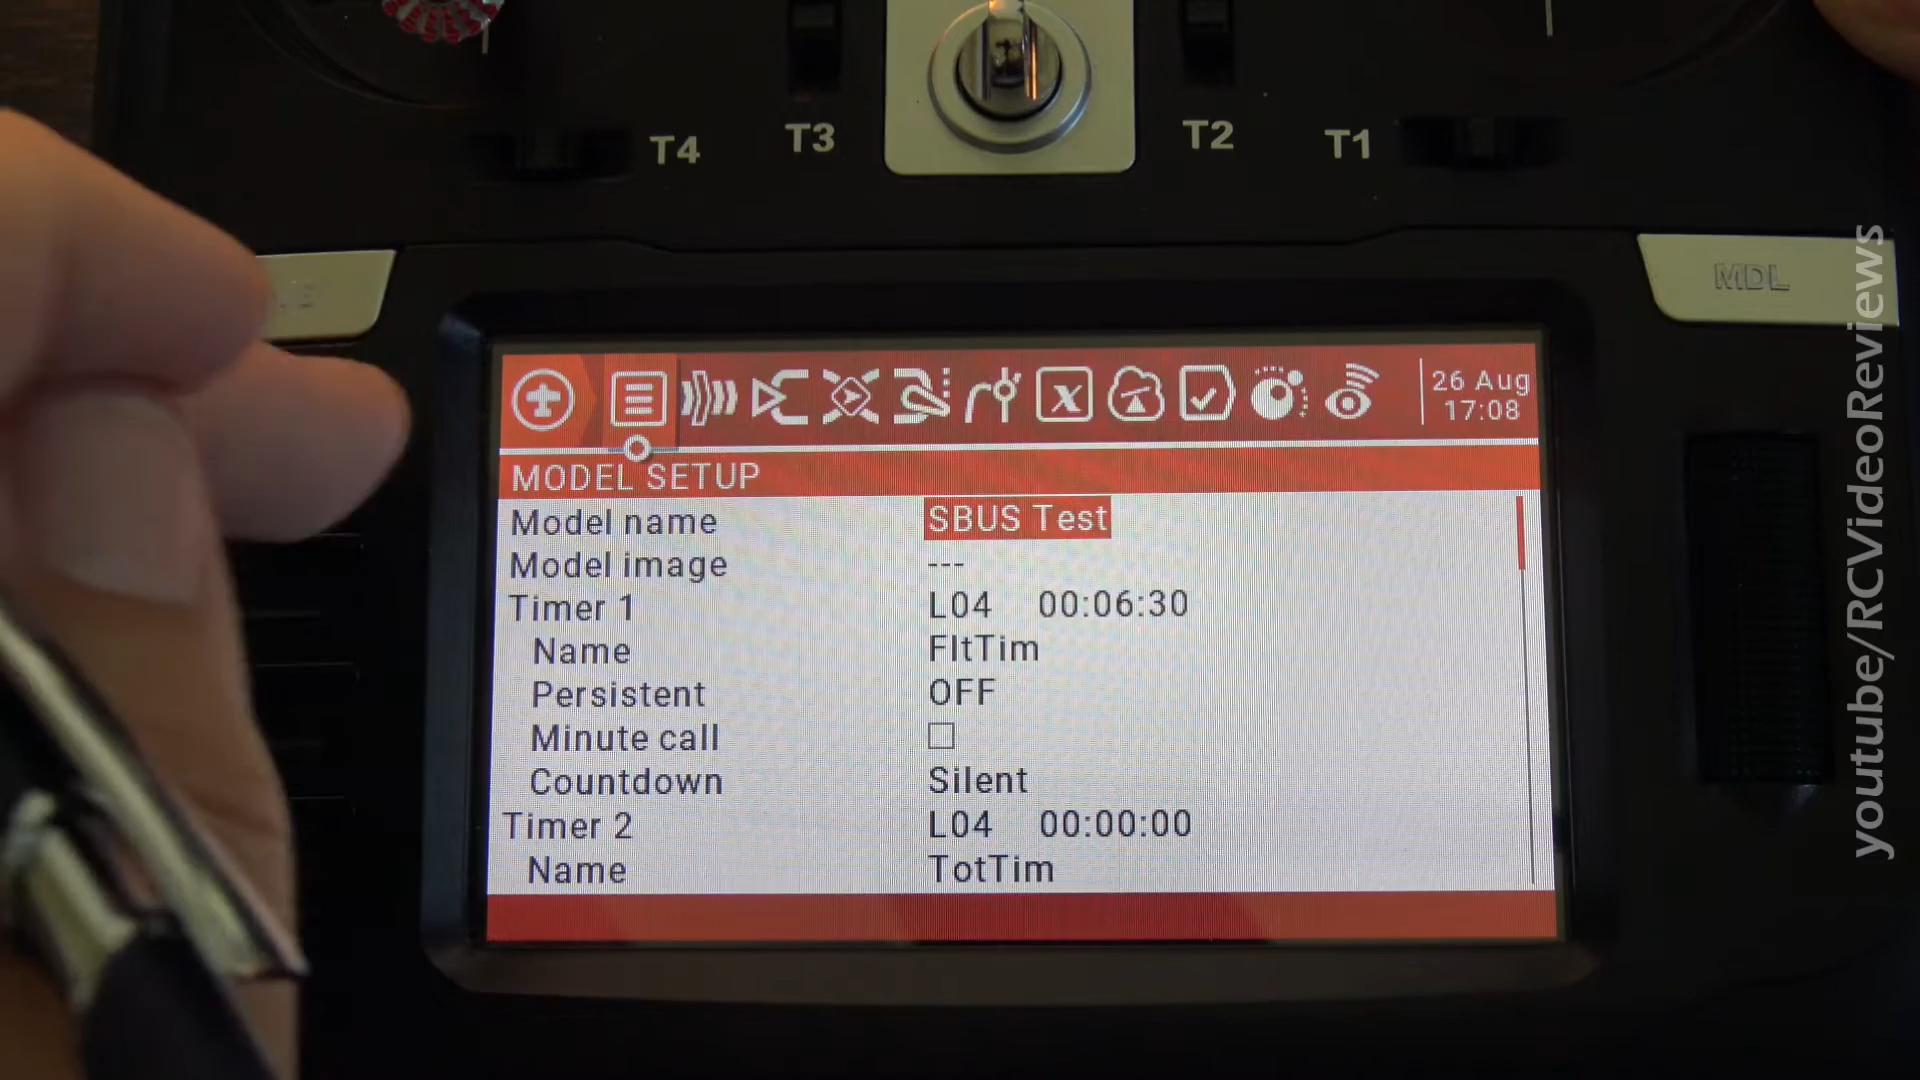 T4 T3 T2 T1
MDL
26 Aug
17:08
MODEL SETUP
Model name SBUS Test
Model image ---
Timer 1 L04 00:06:30
Name FltTim
Persistent OFF
Minute call
Countdown Silent
Timer 2 L04 00:00:00
Name TotTim
youtube/RCVideoReviews